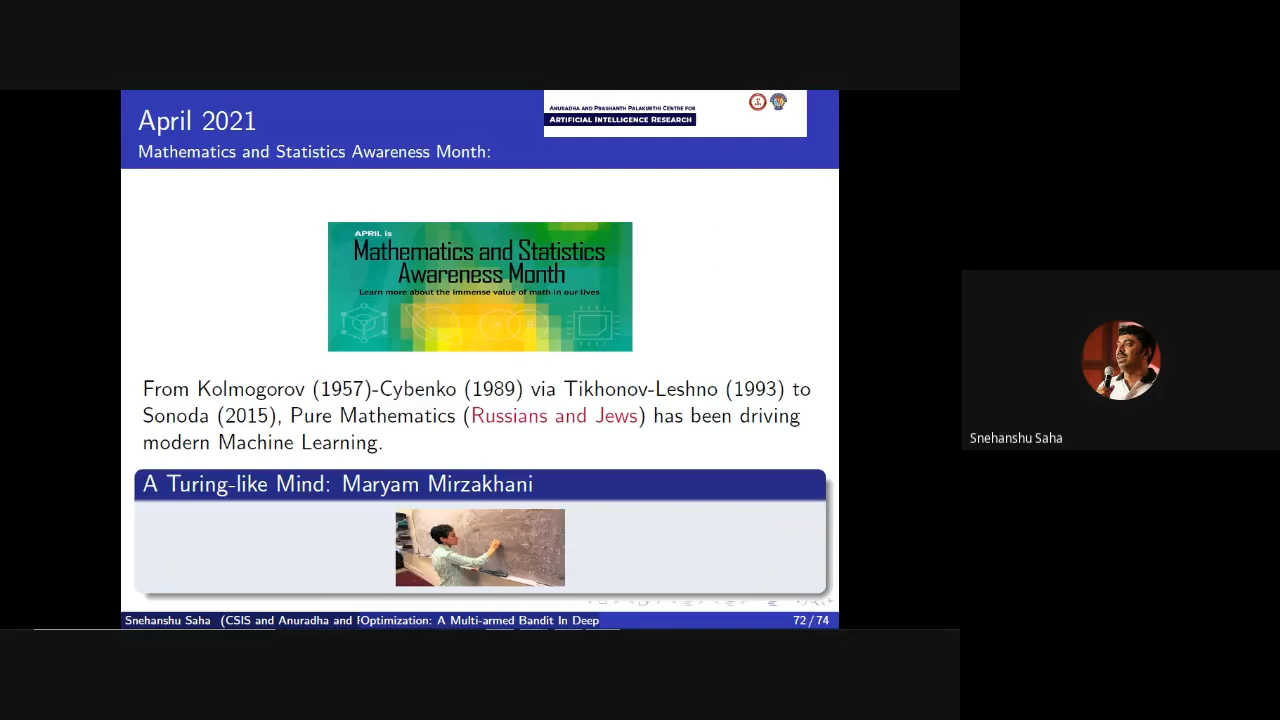 April 2021
Mathematics and Statistics Awareness Month:
Anuradha and Prashanth Palakurthi Centre for
Artificial Intelligence Research
APRIL is
Mathematics and Statistics
Awareness Month
Learn more about the immense value of math in our lives
From Kolmogorov (1957)-Cybenko (1989) via Tikhonov-Leshno (1993) to
Sonoda (2015), Pure Mathematics (Russians and Jews) has been driving
modern Machine Learning.
A Turing-like Mind: Maryam Mirzakhani
Snehanshu Saha (CSIS and Anuradha and Optimization: A Multi-armed Bandit In Deep 72 / 74
Snehanshu Saha